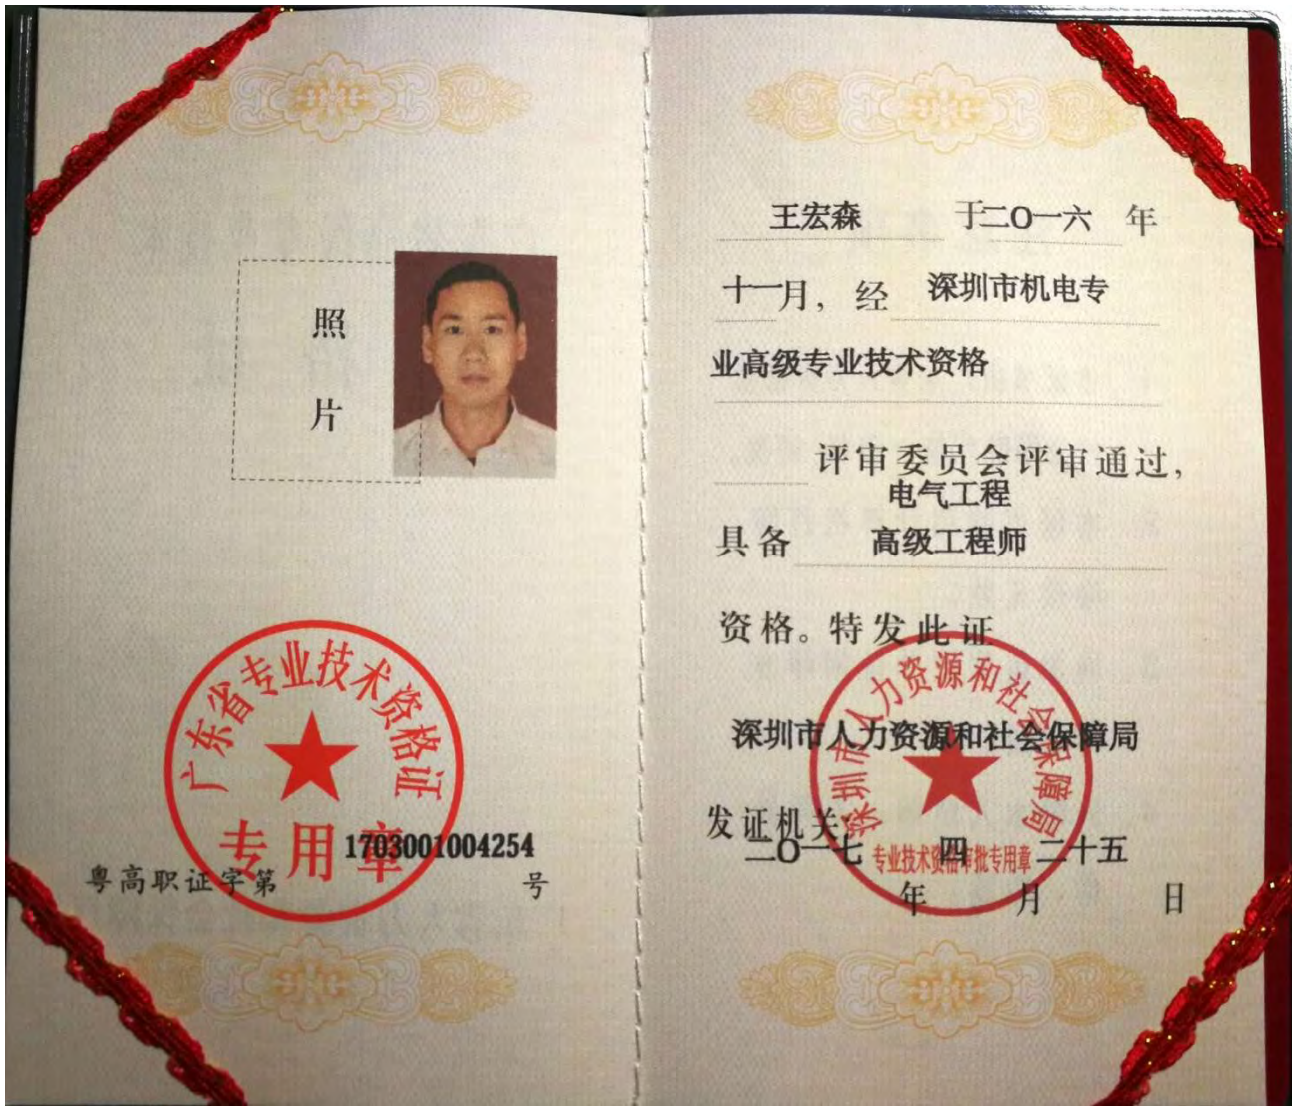 照
片
广东省专业技术资格证
专用章
1703001004254
粤高职证字第 号
王宏森 于二〇一六 年
十一月，经 深圳市机电专
业高级专业技术资格
评审委员会评审通过，
电气工程
具备 高级工程师
资格。特发此证
深圳市人力资源和社会保障局
深圳市人力资源和社会保障局
发证机关：
二〇一七 四 二十五
专业技术资格审批专用章
年 月 日